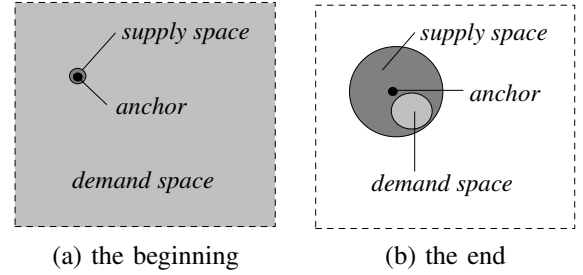 supply space
anchor
demand space
(a) the beginning
supply space
anchor
demand space
(b) the end